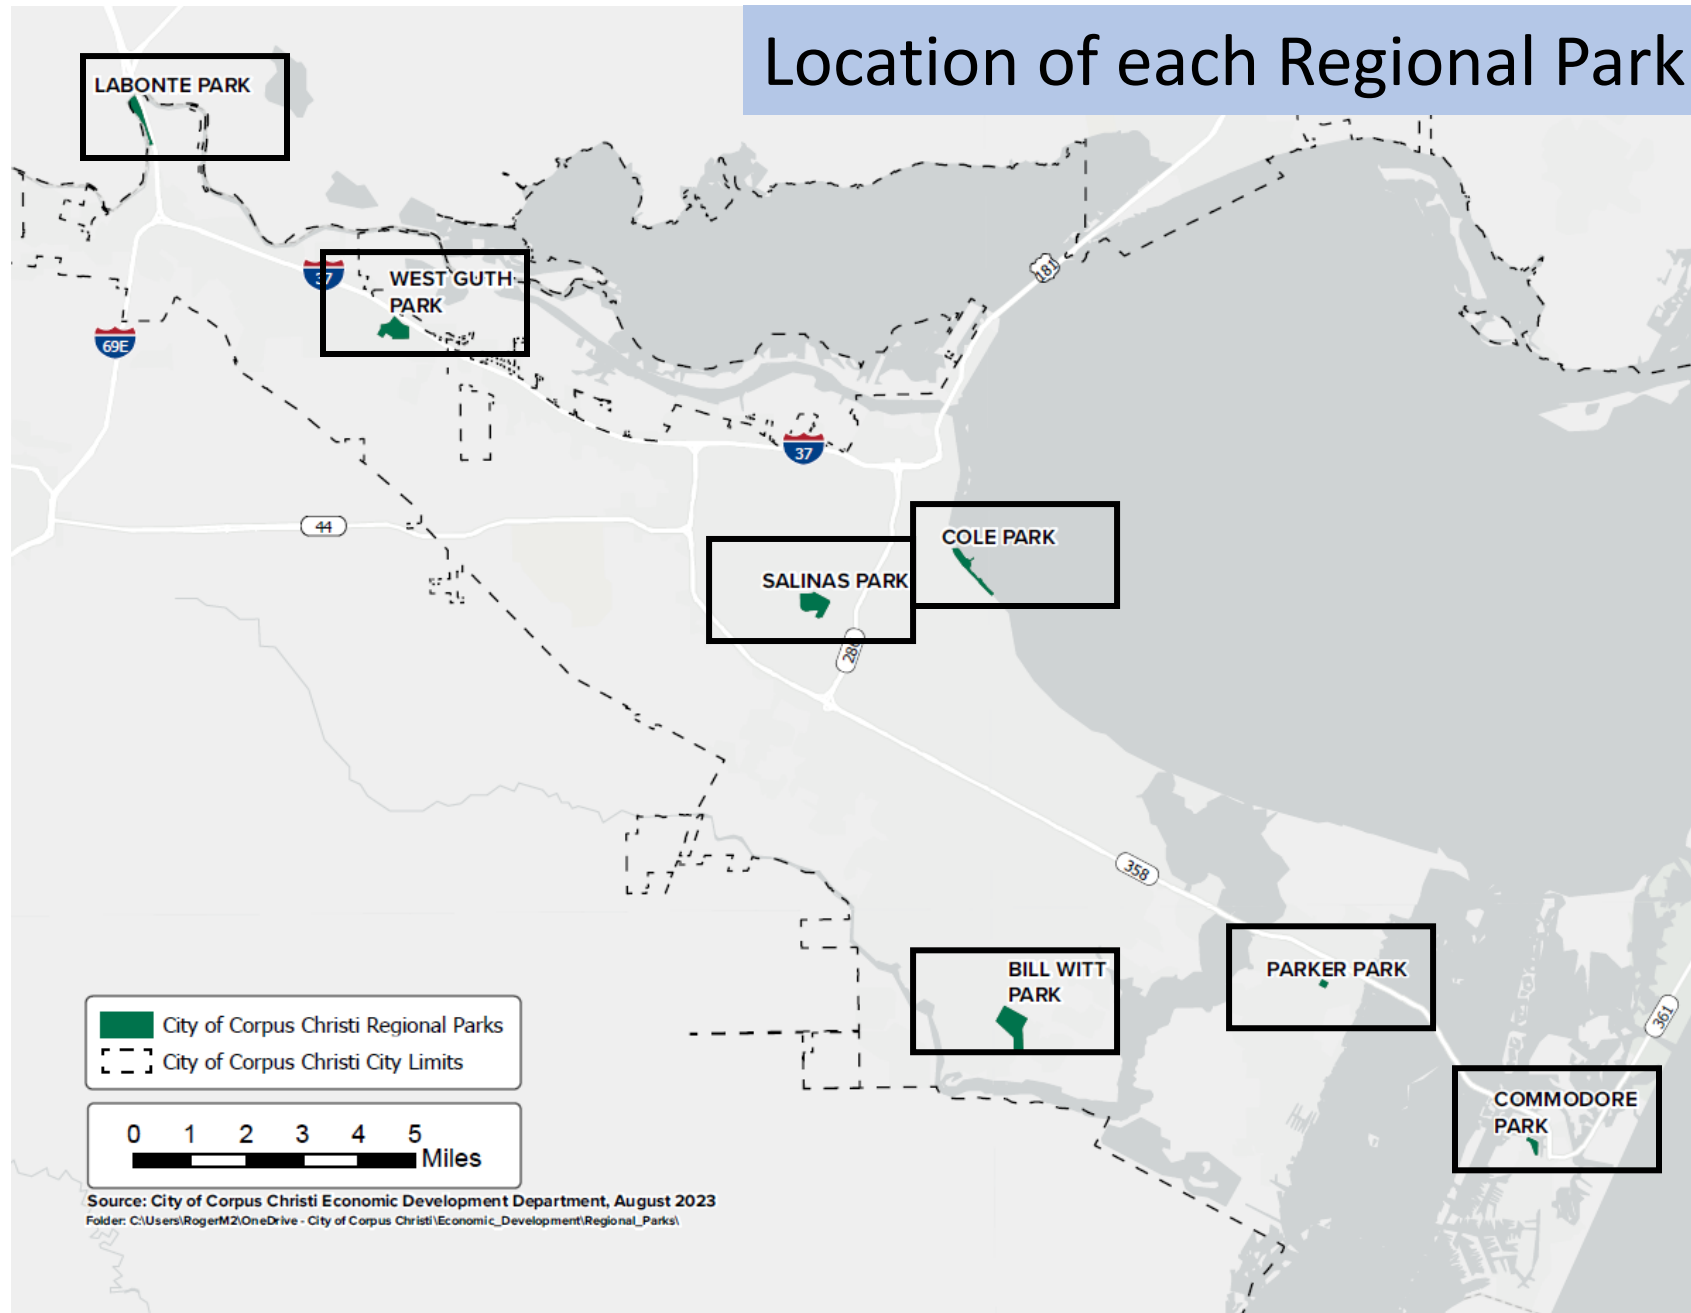 Location of each Regional Park
LABONTE PARK
181
37
WEST GUTH
PARK
69E
37
44
COLE PARK
SALINAS PARK
286
358
BILL WITT
PARK
PARKER PARK
361
COMMODORE
PARK
City of Corpus Christi Regional Parks
City of Corpus Christi City Limits
0 1 2 3 4 5
Miles
Source: City of Corpus Christi Economic Development Department, August 2023
Folder: C:\Users\RogerM2\OneDrive - City of Corpus Christi\Economic_Development\Regional_Parks\